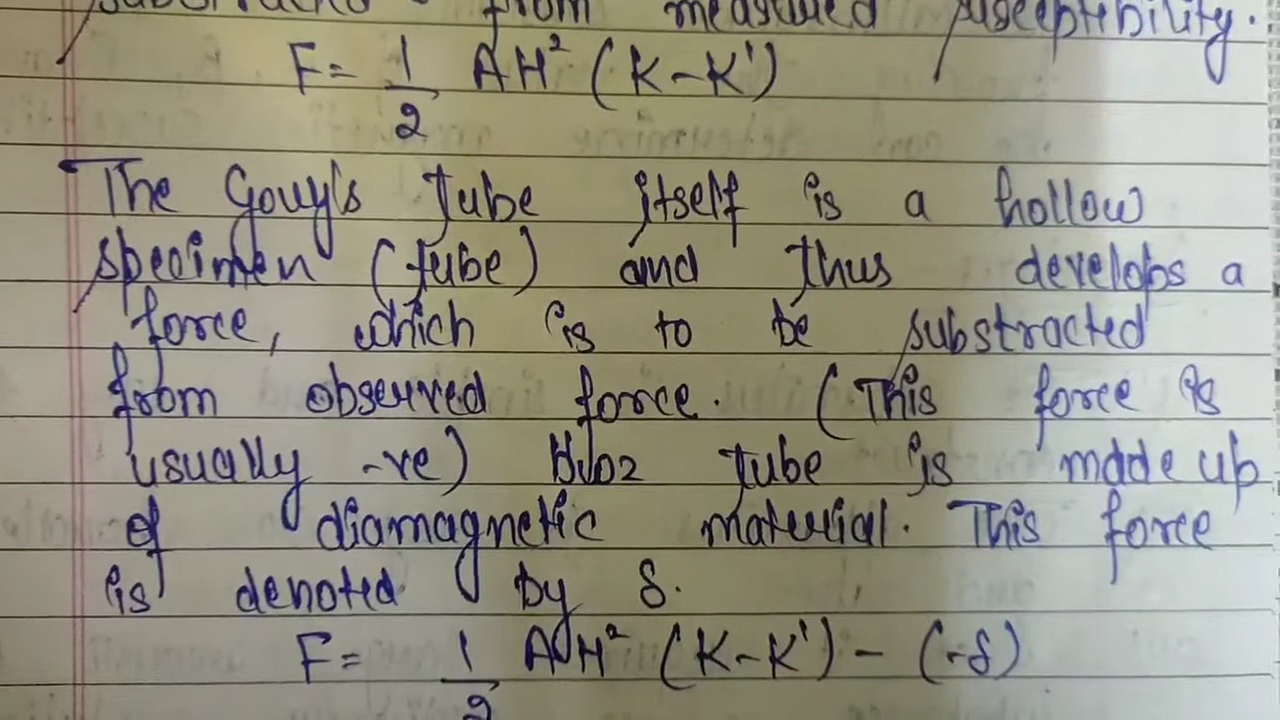 from measured susceptibility.
F = 1/2 AH² (K-K')
The Gouy's tube itself is a hollow
specimen (tube) and thus develops a
force, which is to be substracted
from observed force. (This force is
usually -ve) tube is made up
of diamagnetic material. This force
is denoted by δ.
F = 1/2 AH² (K-K') - (-δ)